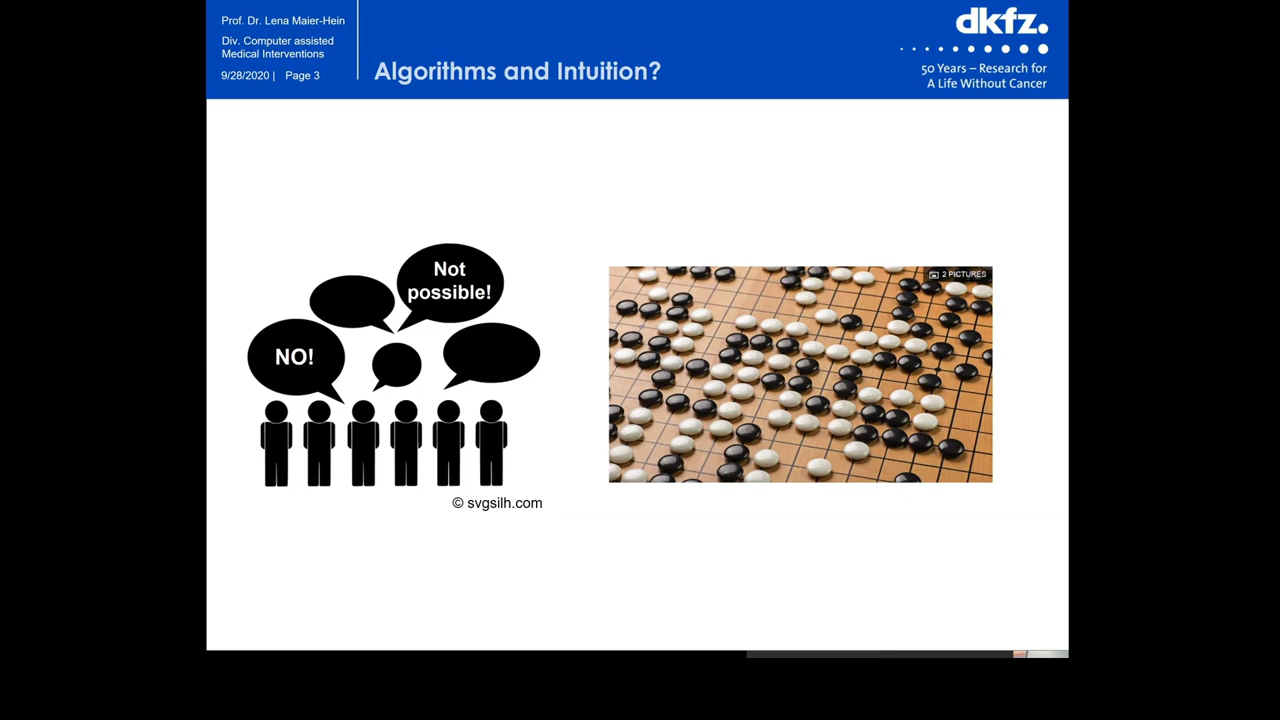 Prof. Dr. Lena Maier-Hein
Div. Computer assisted
Medical Interventions
9/28/2020 | Page 3
Algorithms and Intuition?
dkfz.
50 Years – Research for
A Life Without Cancer
Not
possible!
NO!
2 PICTURES
© svgsilh.com